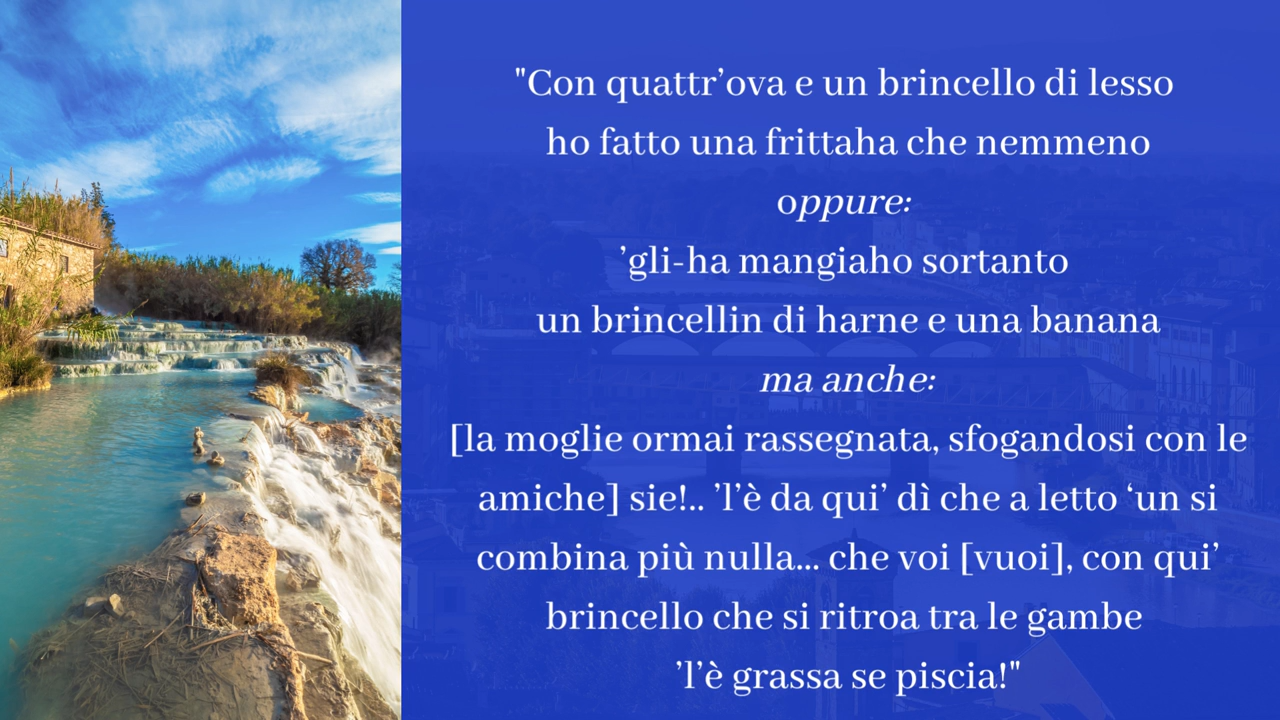 "Con quattr’ova e un brincello di lesso
ho fatto una frittaha che nemmeno
oppure:
’gli-ha mangiaho sortanto
un brincellin di harne e una banana
ma anche:
[la moglie ormai rassegnata, sfogandosi con le
amiche] sie!.. ’l’è da qui’ dì che a letto ‘un si
combina più nulla... che voi [vuoi], con qui’
brincello che si ritroa tra le gambe
’l’è grassa se piscia!"